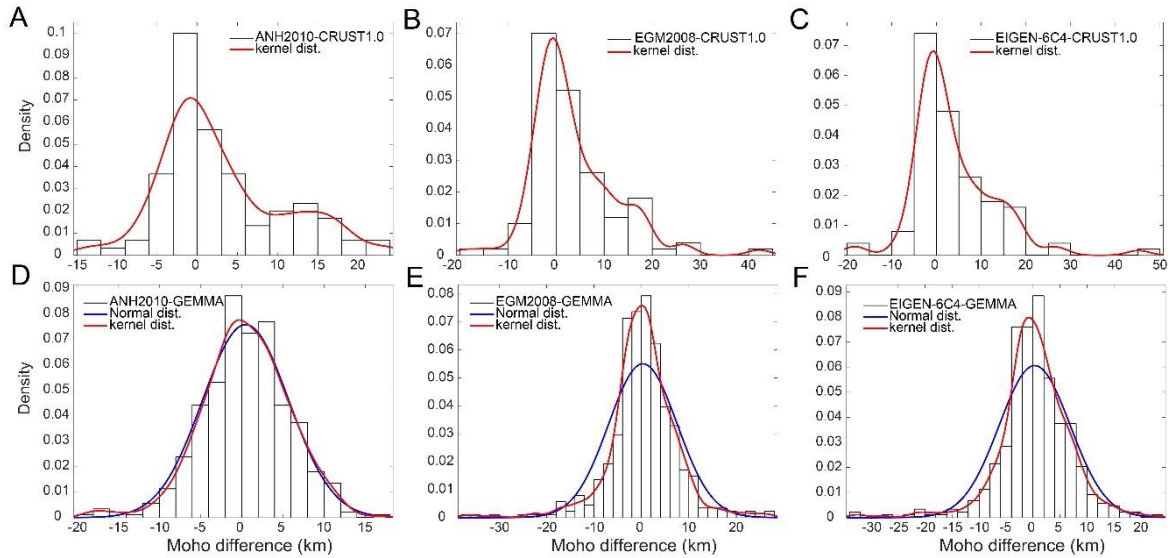 A
0.1
0.09
0.08
0.07
0.06
0.05
0.04
0.03
0.02
0.01
0
Density
ANH2010-CRUST1.0
kernel dist.
-15 -10 -5 0 5 10 15 20
B
0.07
0.06
0.05
0.04
0.03
0.02
0.01
0
EGM2008-CRUST1.0
kernel dist.
-20 -10 0 10 20 30 40
C
0.07
0.06
0.05
0.04
0.03
0.02
0.01
0
EIGEN-6C4-CRUST1.0
kernel dist.
-20 -10 0 10 20 30 40 50
D
0.09
0.08
0.07
0.06
0.05
0.04
0.03
0.02
0.01
0
Density
ANH2010-GEMMA
Normal dist.
kernel dist.
-20 -15 -10 -5 0 5 10 15
Moho difference (km)
E
0.08
0.07
0.06
0.05
0.04
0.03
0.02
0.01
0
EGM2008-GEMMA
Normal dist.
kernel dist.
-30 -20 -10 0 10 20
Moho difference (km)
F
0.09
0.08
0.07
0.06
0.05
0.04
0.03
0.02
0.01
0
EIGEN-6C4-GEMMA
Normal dist.
kernel dist.
-30 -25 -20 -15 -10 -5 0 5 10 15 20
Moho difference (km)